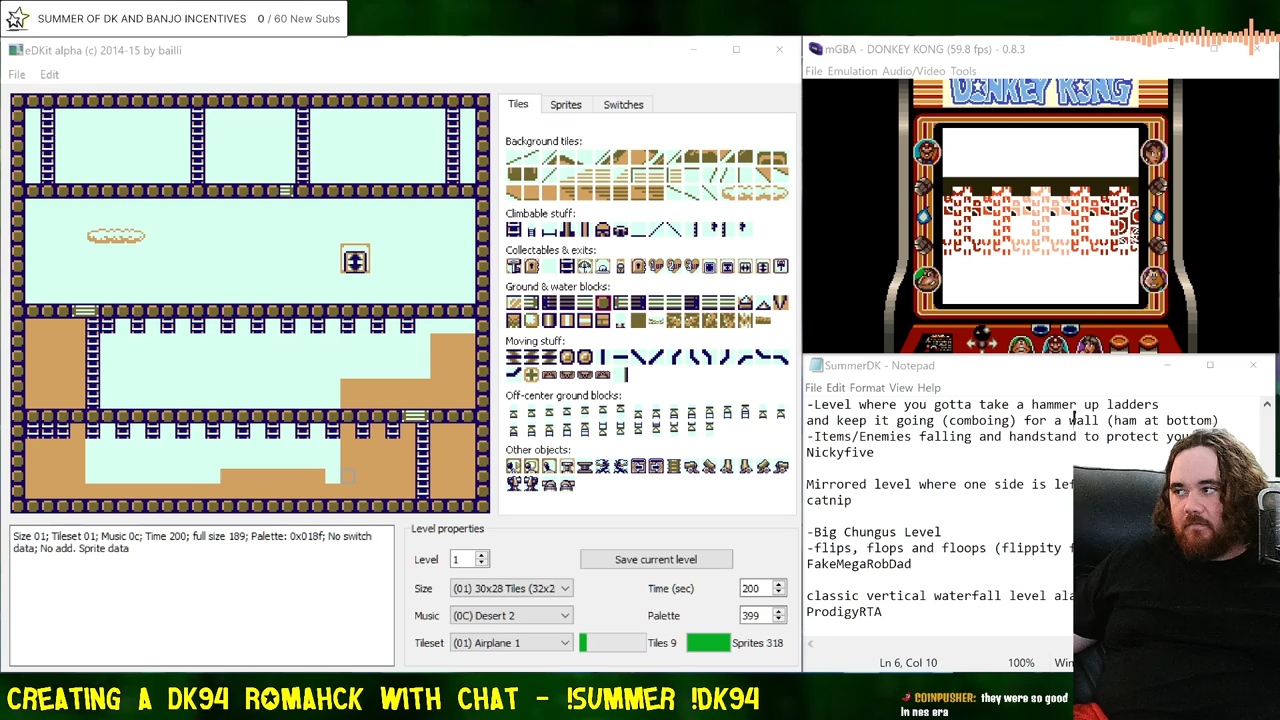 SUMMER OF DK AND BANJO INCENTIVES 0 / 60 New Subs
eDKit alpha (c) 2014-15 by bailli
File Edit
Tiles Sprites Switches
Background tiles:
Climbable stuff:
Collectables & exits:
Ground & water blocks:
Moving stuff:
Off-center ground blocks:
Other objects:
Size 01; Tileset 01; Music 0c; Time 200; full size 189; Palette: 0x018f; No switch
data; No add. Sprite data
Level properties
Level 1 Save current level
Size (01) 30x28 Tiles (32x2 Time (sec) 200
Music (0C) Desert 2 Palette 399
Tileset (01) Airplane 1 Tiles 9 Sprites 318
mGBA - DONKEY KONG (59.8 fps) - 0.8.3
File Emulation Audio/Video Tools
DONKEY KONG
SummerDK - Notepad
File Edit Format View Help
-Level where you gotta take a hammer up ladders
and keep it going (comboing) for a wall (ham at bottom)
-Items/Enemies falling and handstand to protect you
Nickyfive
Mirrored level where one side is
catnip
-Big Chungus Level
-flips, flops and floops (flippity
FakeMegaRobDad
classic vertical waterfall level
ProdigyRTA
Ln 6, Col 10 100%
CREATING A DK94 ROMAHCK WITH CHAT - !SUMMER !DK94
COINPUSHER: they were so good
in nes era